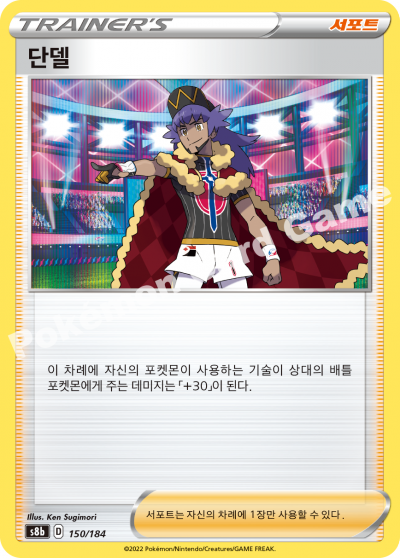 TRAINER'S
서포트
단델
이 차례에 자신의 포켓몬이 사용하는 기술이 상대의 배틀
포켓몬에게 주는 데미지는 「+30」이 된다.
Pokémon Card Game
Illus. Ken Sugimori
s8b D 150/184
서포트는 자신의 차례에 1장만 사용할 수 있다.
©2022 Pokémon/Nintendo/Creatures/GAME FREAK.